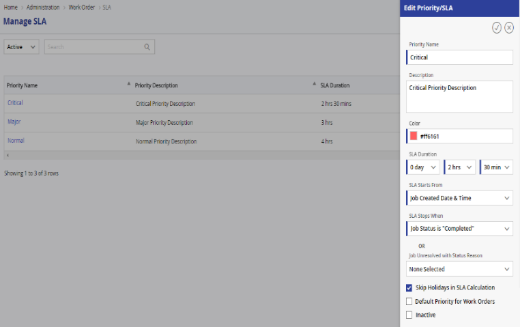 Home > Administration > Work Order > SLA
Manage SLA
Active
Search
Priority Name
Priority Description
SLA Duration
Critical
Critical Priority Description
2 hrs 30 mins
Major
Major Priority Description
3 hrs
Normal
Normal Priority Description
4 hrs
Showing 1 to 3 of 3 rows
Edit Priority/SLA
Priority Name
Critical
Description
Critical Priority Description
Color
#ff6161
SLA Duration
0 day
2 hrs
30 min
SLA Starts From
Job Created Date & Time
SLA Stops When
Job Status is "Completed"
OR
Job Unresolved with Status Reason
None Selected
Skip Holidays in SLA Calculation
Default Priority for Work Orders
Inactive